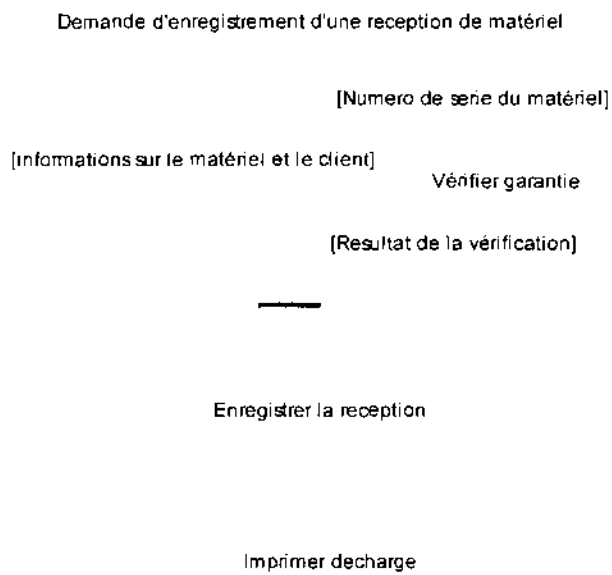 Demande d'enregistrement d'une reception de matériel
[Numero de serie du matériel]
[Informations sur le matériel et le client]
Vérifier garantie
[Resultat de la vérification]
Enregistrer la reception
Imprimer decharge